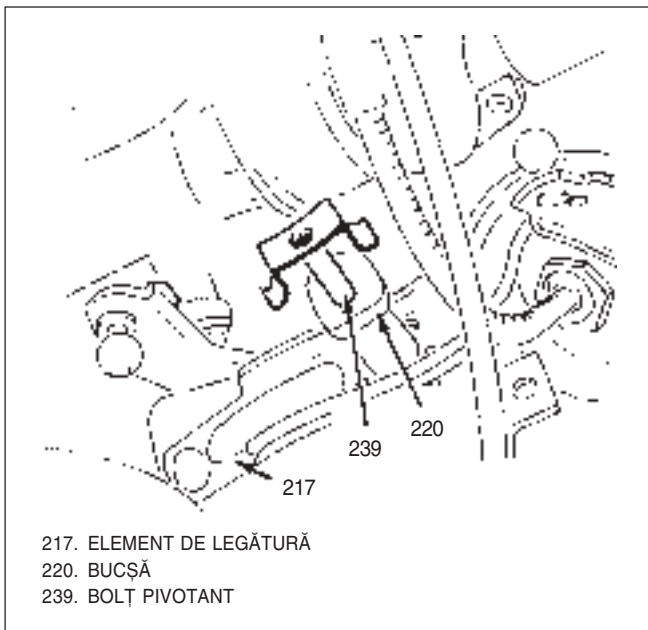 220
239
217
217. ELEMENT DE LEGĂTURĂ
220. BUCȘĂ
239. BOLȚ PIVOTANT